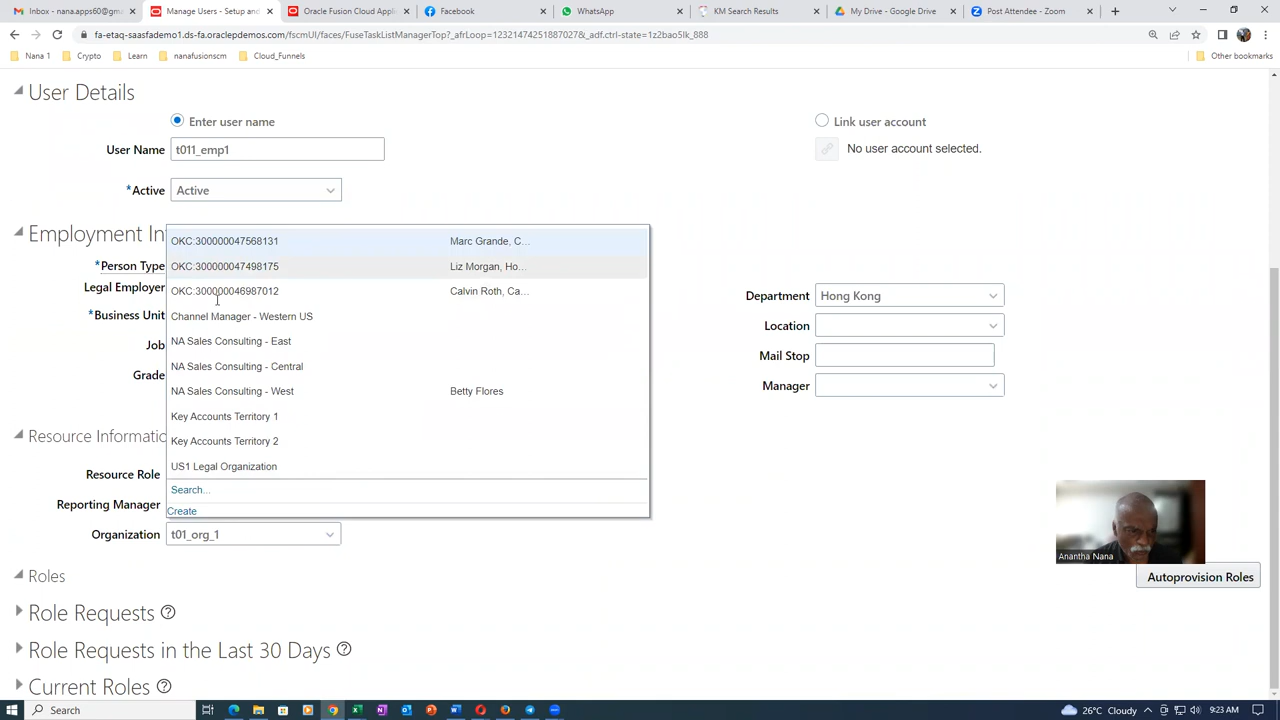 Inbox - nana.apps60@gm
Manage Users - Setup and
Oracle Fusion Cloud Appli
Facebook
WhatsApp
KM Search Results
My Drive - Google Drive
Post Attendee - Zoom
fa-etaq-saasfademo1.ds-fa.oraclepdemos.com/fscmUI/faces/FuseTaskListManagerTop?_afrLoop=12321474251887027&_adf.ctrl-state=1z2bao5lk_888
Nana 1
Crypto
Learn
nanafusionscm
Cloud_Funnels
Other bookmarks
User Details
Enter user name
Link user account
User Name t011_emp1
No user account selected.
*Active Active
Employment In
*Person Type
Legal Employer
*Business Unit
Job
Grade
OKC:300000047568131 Marc Grande, C...
OKC:300000047498175 Liz Morgan, Ho...
OKC:300000046987012 Calvin Roth, Ca...
Channel Manager - Western US
NA Sales Consulting - East
NA Sales Consulting - Central
NA Sales Consulting - West Betty Flores
Key Accounts Territory 1
Key Accounts Territory 2
US1 Legal Organization
Search...
Create
Department Hong Kong
Location
Mail Stop
Manager
Resource Informatio
Resource Role
Reporting Manager
Organization t01_org_1
Anantha Nana
Roles
Autoprovision Roles
Role Requests
Role Requests in the Last 30 Days
Current Roles
Search
26°C Cloudy
9:23 AM